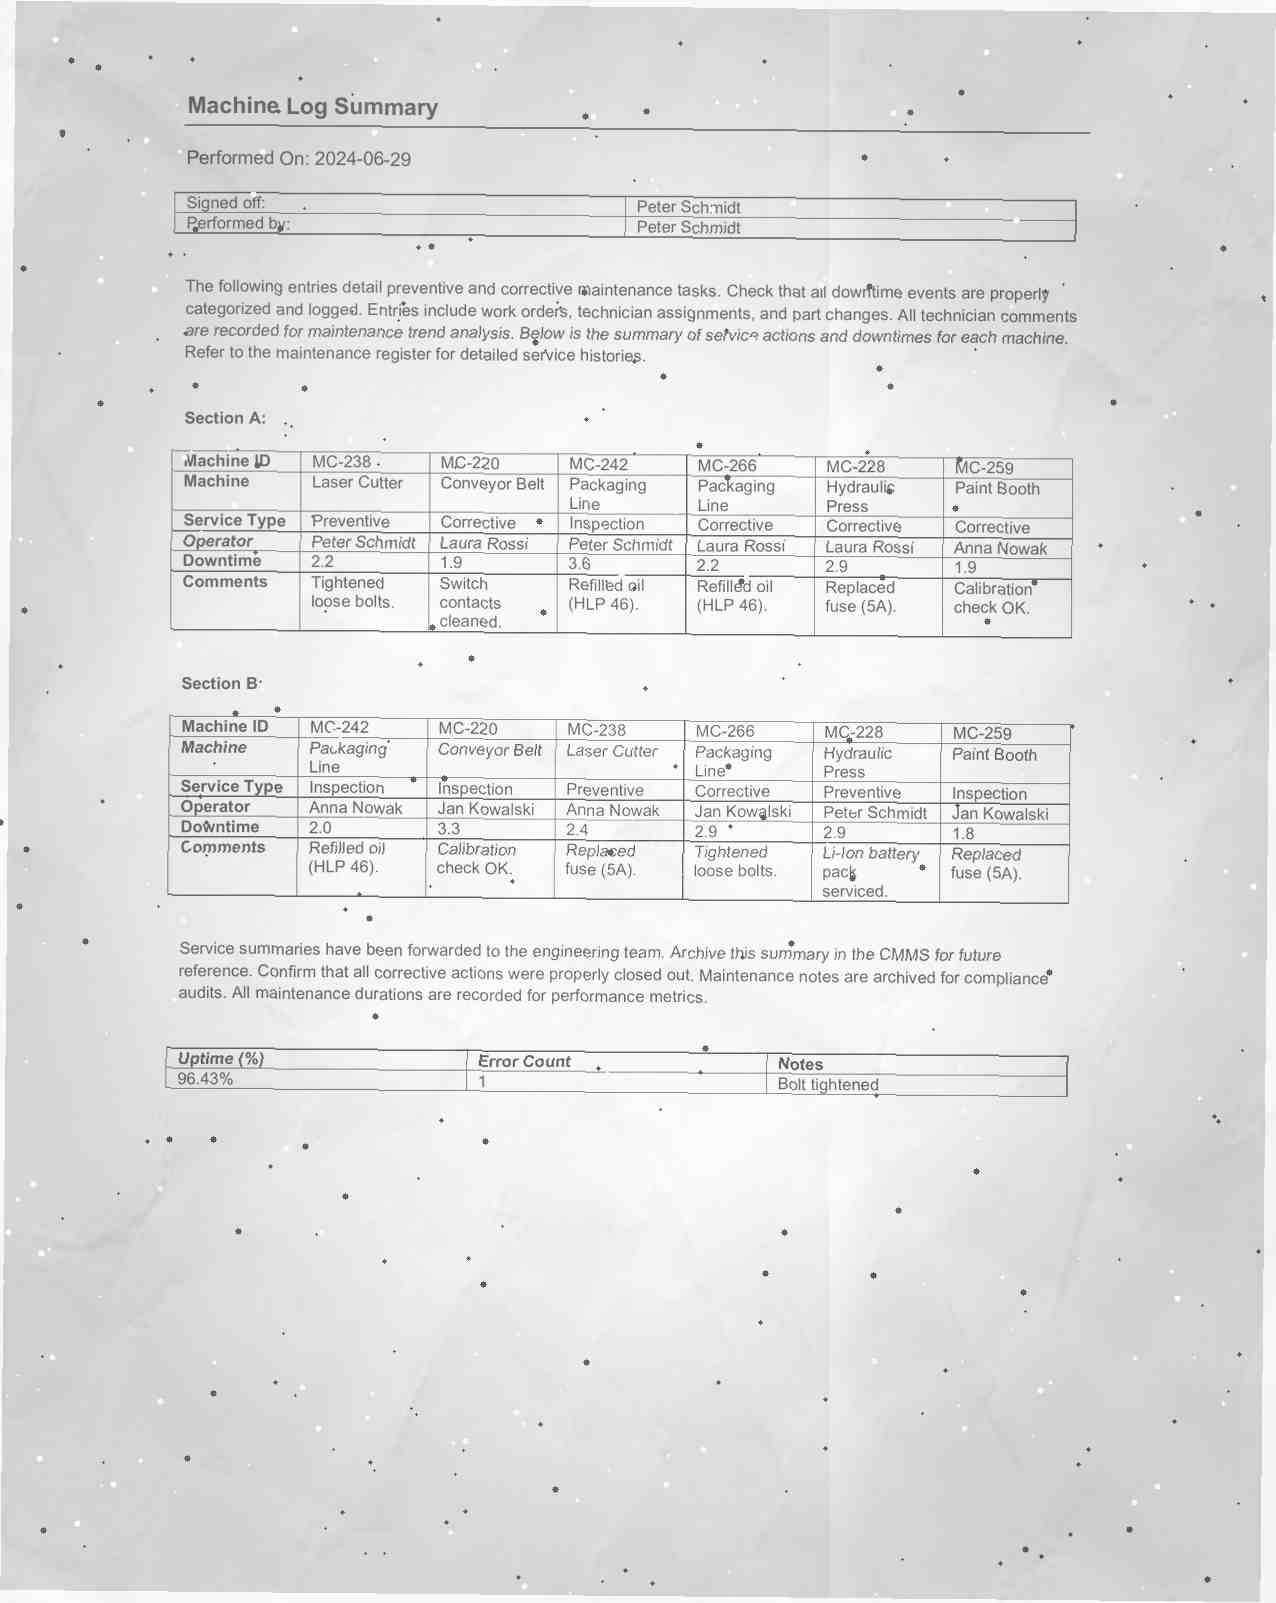 Machine Log Summary
Performed On: 2024-06-29
Signed off: Peter Schmidt
Performed by: Peter Schmidt
The following entries detail preventive and corrective maintenance tasks. Check that all downtime events are properly
categorized and logged. Entries include work orders, technician assignments, and part changes. All technician comments
are recorded for maintenance trend analysis. Below is the summary of service actions and downtimes for each machine.
Refer to the maintenance register for detailed service histories.
Section A:
Machine ID MC-238 MC-220 MC-242 MC-266 MC-228 MC-259
Machine Laser Cutter Conveyor Belt Packaging Packaging Hydraulic Paint Booth
Line Line Press
Service Type Preventive Corrective Inspection Corrective Corrective Corrective
Operator Peter Schmidt Laura Rossi Peter Schmidt Laura Rossi Laura Rossi Anna Nowak
Downtime 2.2 1.9 3.6 2.2 2.9 1.9
Comments Tightened Switch Refilled oil Refilled oil Replaced Calibration
loose bolts. contacts (HLP 46). (HLP 46). fuse (5A). check OK.
cleaned.
Section B:
Machine ID MC-242 MC-220 MC-238 MC-266 MC-228 MC-259
Machine Packaging Conveyor Belt Laser Cutter Packaging Hydraulic Paint Booth
Line Line Press
Service Type Inspection Inspection Preventive Corrective Preventive Inspection
Operator Anna Nowak Jan Kowalski Anna Nowak Jan Kowalski Peter Schmidt Jan Kowalski
Downtime 2.0 3.3 2.4 2.9 2.9 1.8
Comments Refilled oil Calibration Replaced Tightened Li-Ion battery Replaced
(HLP 46). check OK. fuse (5A). loose bolts. pack fuse (5A).
serviced.
Service summaries have been forwarded to the engineering team. Archive this summary in the CMMS for future
reference. Confirm that all corrective actions were properly closed out. Maintenance notes are archived for compliance
audits. All maintenance durations are recorded for performance metrics.
Uptime (%) Error Count Notes
96.43% 1 Bolt tightened